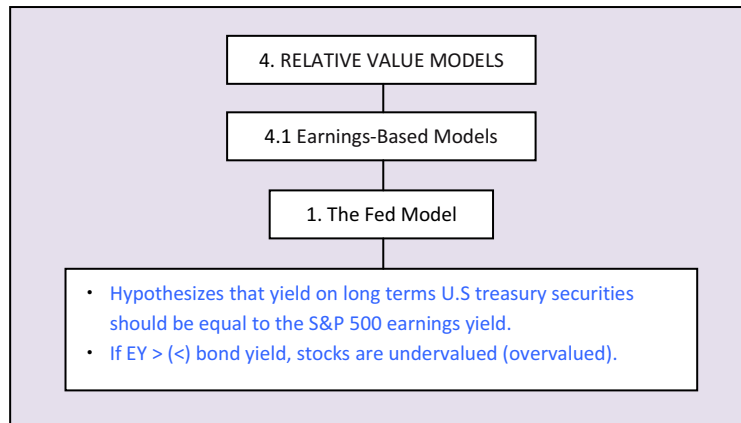 4. RELATIVE VALUE MODELS
4.1 Earnings-Based Models
1. The Fed Model
· Hypothesizes that yield on long terms U.S treasury securities
should be equal to the S&P 500 earnings yield.
· If EY > (<) bond yield, stocks are undervalued (overvalued).